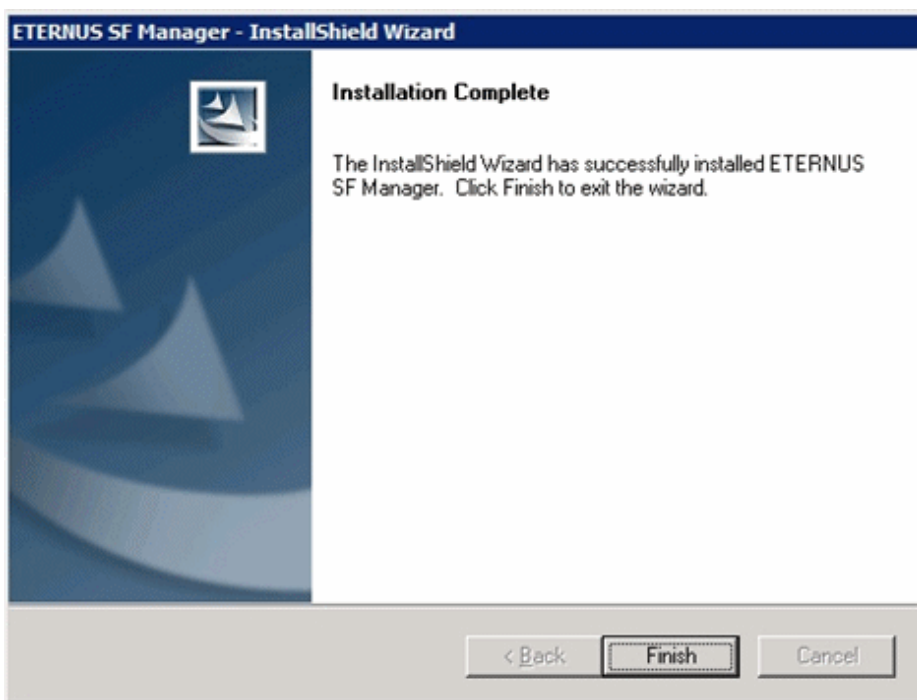 ETERNUS SF Manager - InstallShield Wizard
Installation Complete
The InstallShield Wizard has successfully installed ETERNUS
SF Manager. Click Finish to exit the wizard.
< Back Finish Cancel